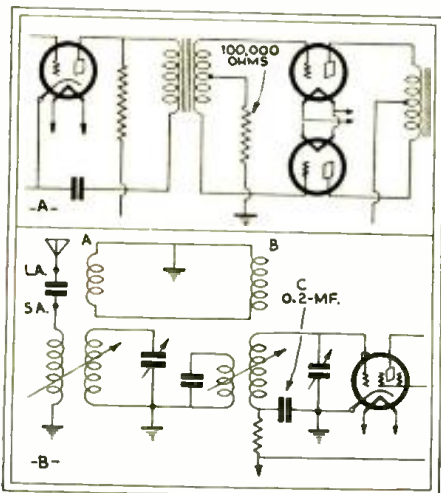 100,000
OHMS
-A-
A
B
L.A.
S.A.
C
0.2-MF.
-B-